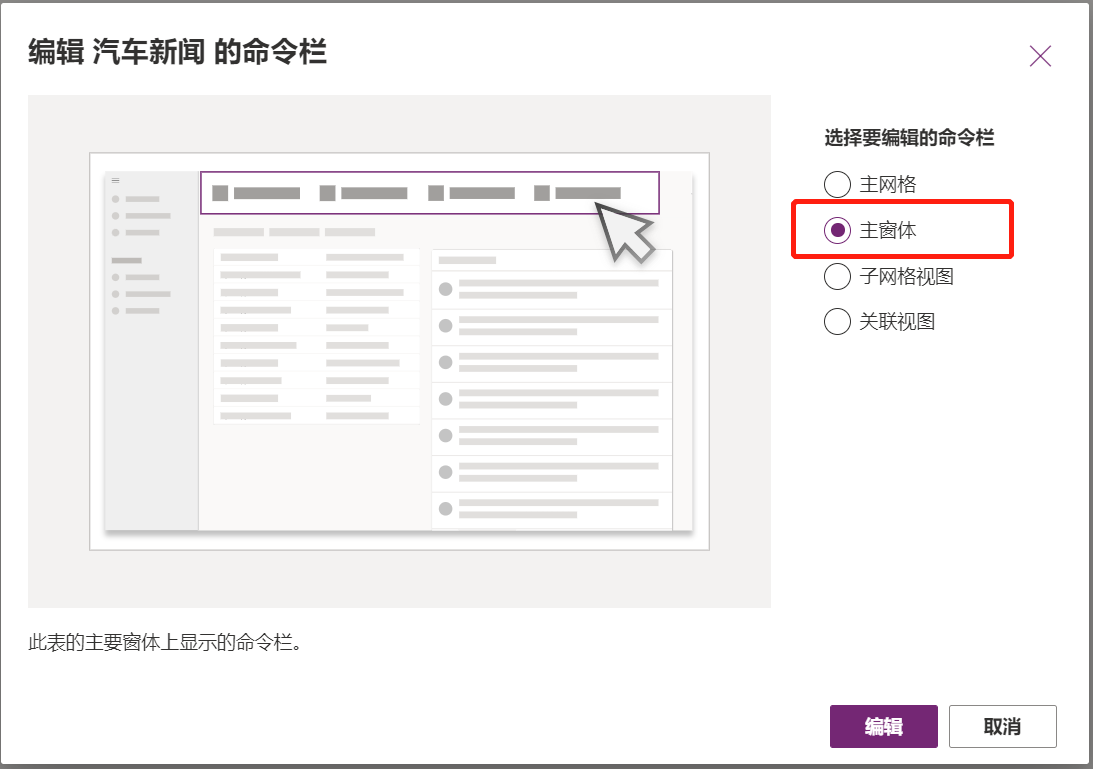 编辑 汽车新闻 的命令栏
选择要编辑的命令栏
主网格
主窗体
子网格视图
关联视图
此表的主要窗体上显示的命令栏。
编辑
取消